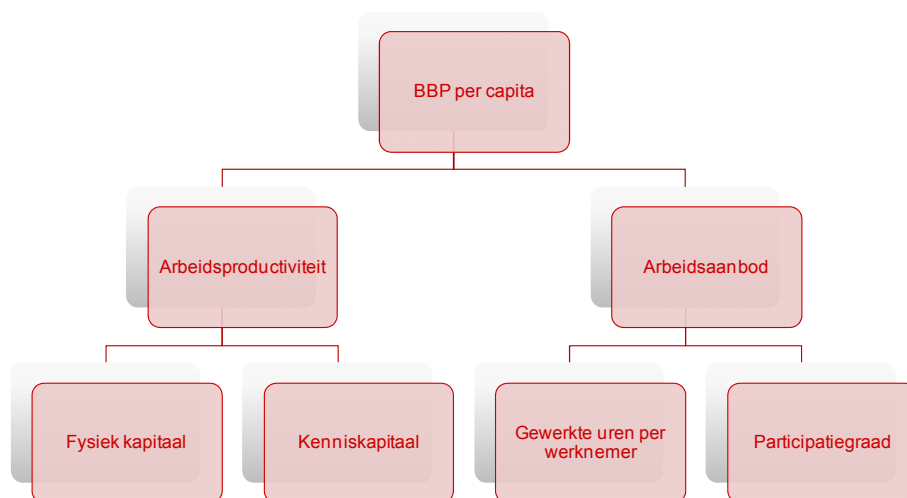 BBP per capita
Arbeidsproductiviteit
Arbeidsaanbod
Fysiek kapitaal
Kenniskapitaal
Gewerkte uren per
werknemer
Participatiegraad